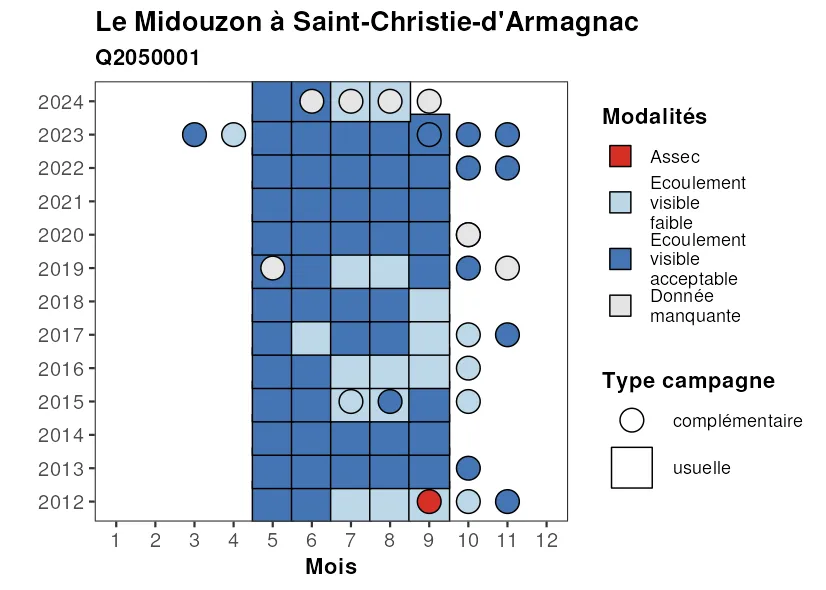 Le Midouzon à Saint-Christie-d'Armagnac
Q2050001
2024
2023
2022
2021
2020
2019
2018
2017
2016
2015
2014
2013
2012
1 2 3 4 5 6 7 8 9 10 11 12
Mois
Modalités
Assec
Ecoulement
visible
faible
Ecoulement
visible
acceptable
Donnée
manquante
Type campagne
complémentaire
usuelle